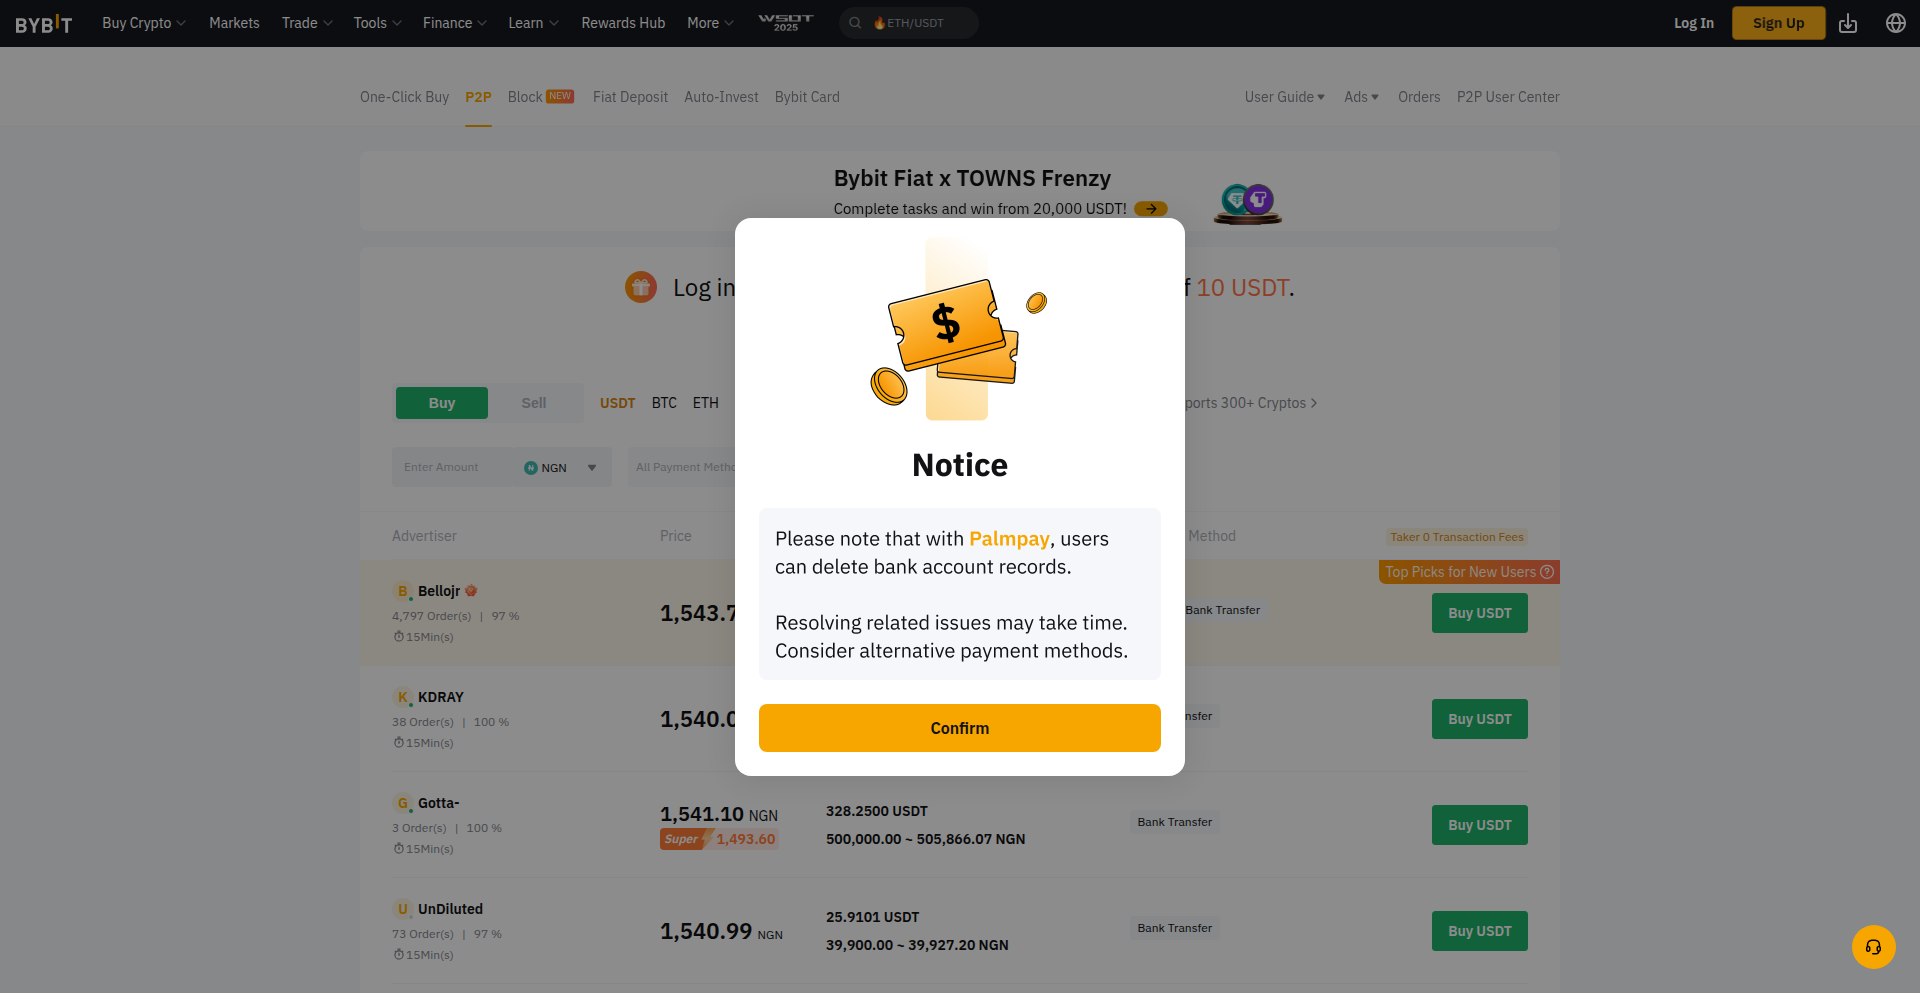 BYBIT Buy Crypto Markets Trade Tools Finance Learn Rewards Hub More WSOT 2025 ETH/USDT Log In Sign Up
One-Click Buy P2P Block NEW Fiat Deposit Auto-Invest Bybit Card User Guide Ads Orders P2P User Center
Bybit Fiat x TOWNS Frenzy
Complete tasks and win from 20,000 USDT!
Log in
10 USDT.
Buy Sell USDT BTC ETH
ports 300+ Cryptos
Enter Amount NGN All Payment Metho
Advertiser Price Method Taker 0 Transaction Fees
Top Picks for New Users
B Bellojr
4,797 Order(s) | 97 %
15Min(s)
1,543.7
Bank Transfer
Buy USDT
K KDRAY
38 Order(s) | 100 %
15Min(s)
1,540.0
nsfer
Buy USDT
G Gotta-
3 Order(s) | 100 %
15Min(s)
1,541.10 NGN
Super 1,493.60
328.2500 USDT
500,000.00 ~ 505,866.07 NGN
Bank Transfer
Buy USDT
U UnDiluted
73 Order(s) | 97 %
15Min(s)
1,540.99 NGN
25.9101 USDT
39,900.00 ~ 39,927.20 NGN
Bank Transfer
Buy USDT
$
Notice
Please note that with Palmpay, users
can delete bank account records.
Resolving related issues may take time.
Consider alternative payment methods.
Confirm